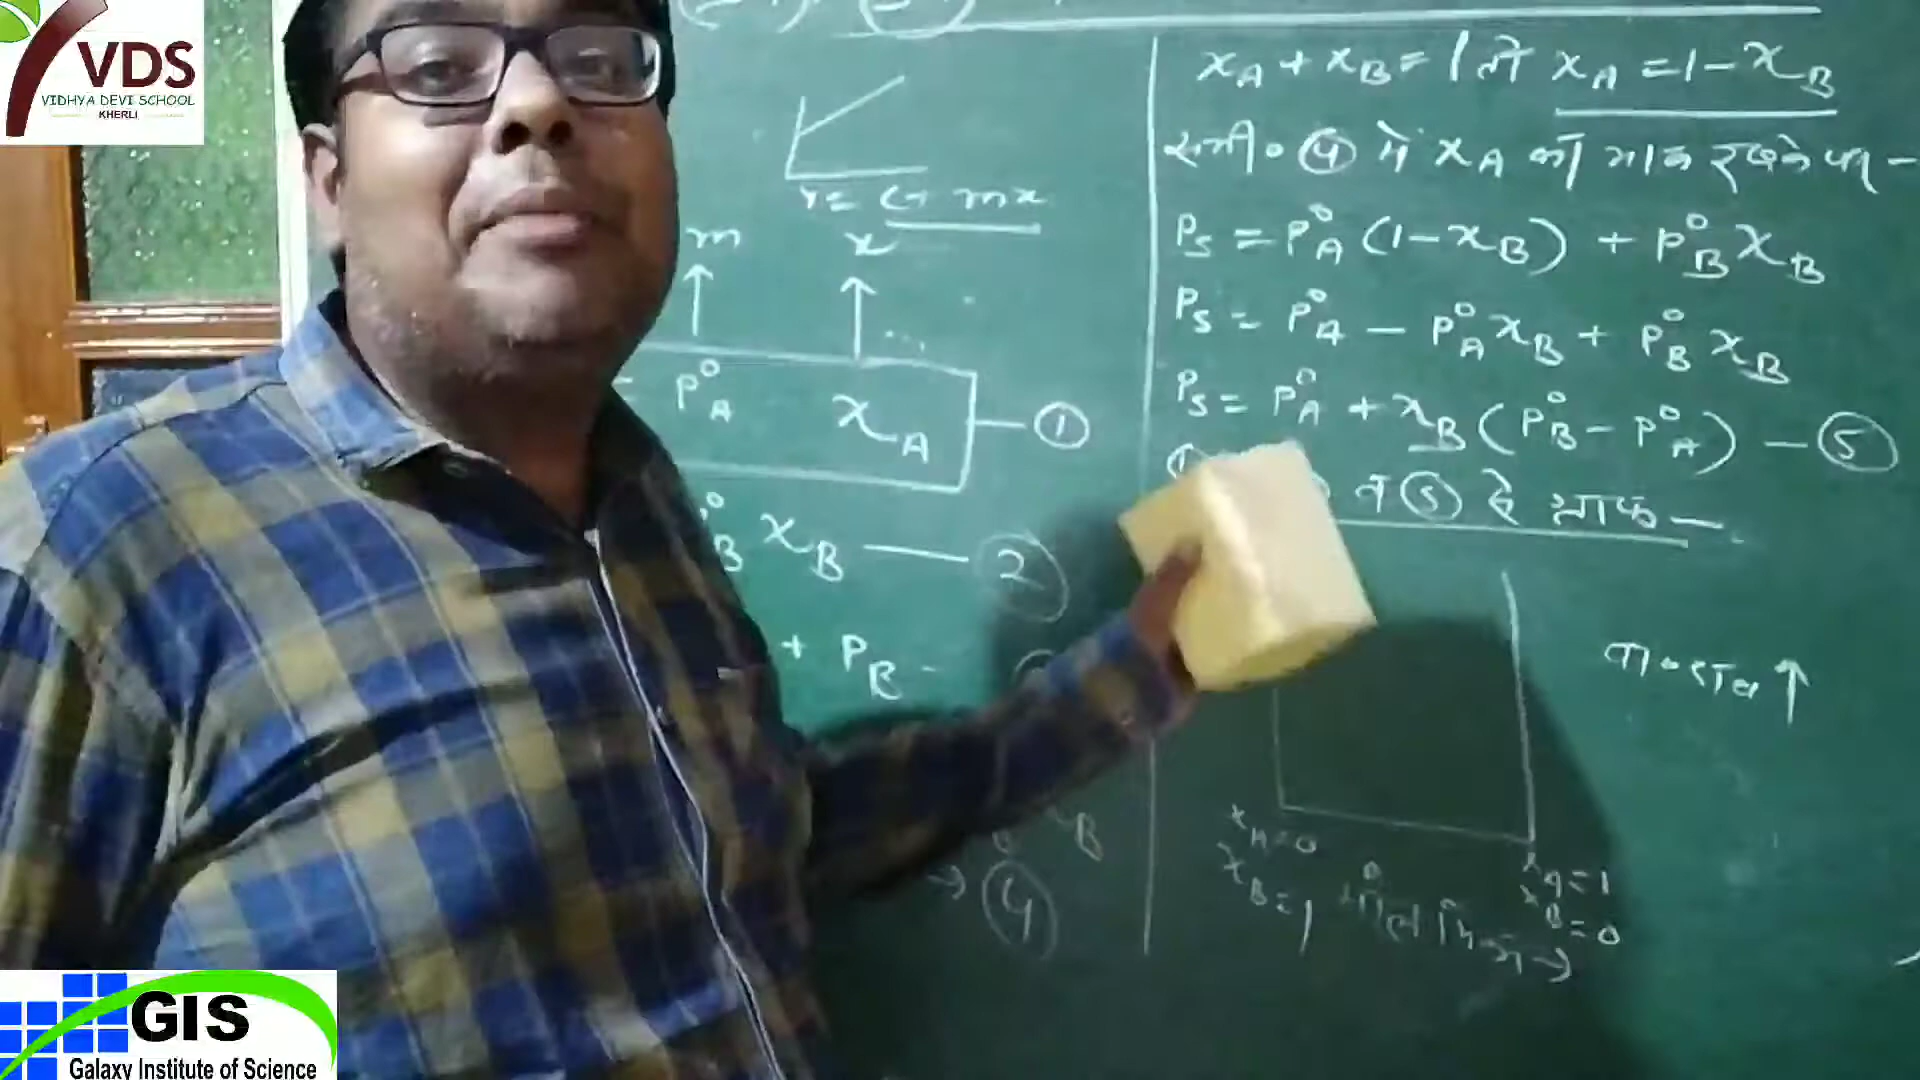 VDS
VIDHYA DEVI SCHOOL
KHERLI
Y = C + mx
m
x
P°A xA — ①
xB — ②
+ PB
→ ④
xA + xB = 1 तो xA = 1 - xB
समी० ④ में xA का मान रखने पर -
Ps = P°A (1 - xB) + P°B xB
Ps = P°A - P°A xB + P°B xB
Ps = P°A + xB (P°B - P°A) — ⑤
व ⑤ से ग्राफ —
वा० दाब ↑
xA = 0
xB = 1
xA = 1
xB = 0
मोल भिन्न →
GIS
Galaxy Institute of Science